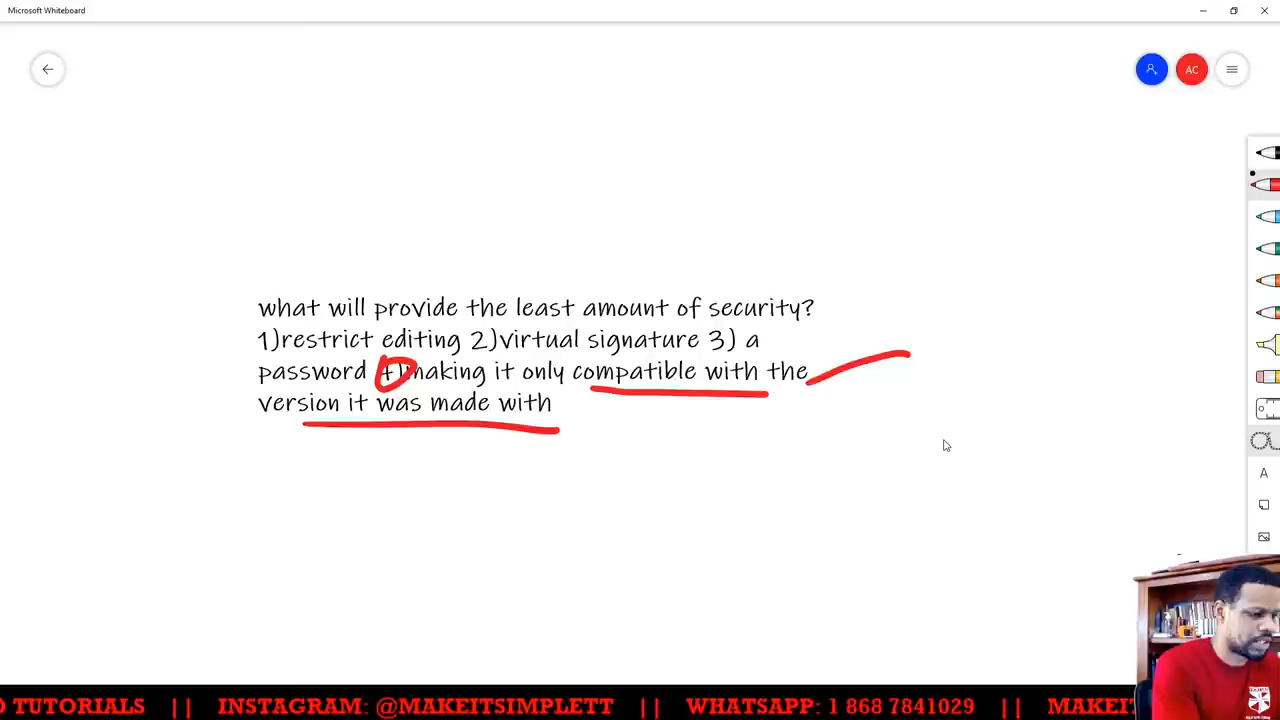 Microsoft Whiteboard
AC
what will provide the least amount of security?
1)restrict editing 2)virtual signature 3) a
password 4)making it only compatible with the
version it was made with
A
TUTORIALS || INSTAGRAM: @MAKEITSIMPLETT || WHATSAPP: 1 868 7841029 ||